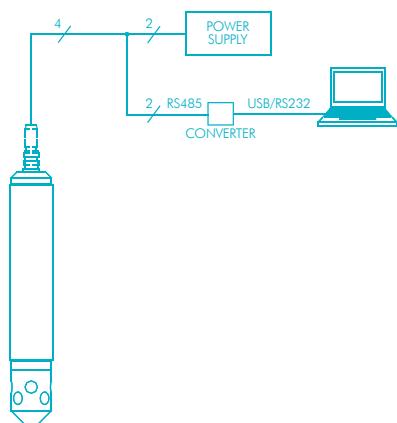 4
2
POWER
SUPPLY
2
RS485
USB/RS232
CONVERTER